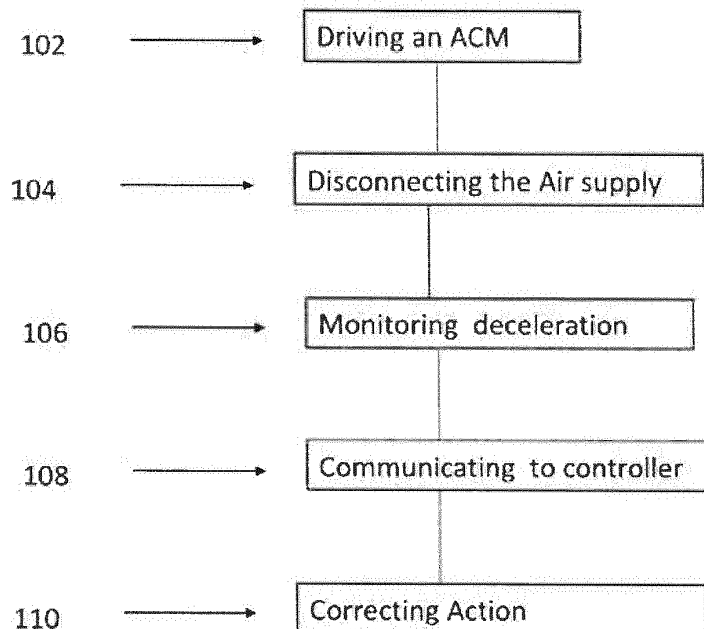 102 Driving an ACM
104 Disconnecting the Air supply
106 Monitoring deceleration
108 Communicating to controller
110 Correcting Action